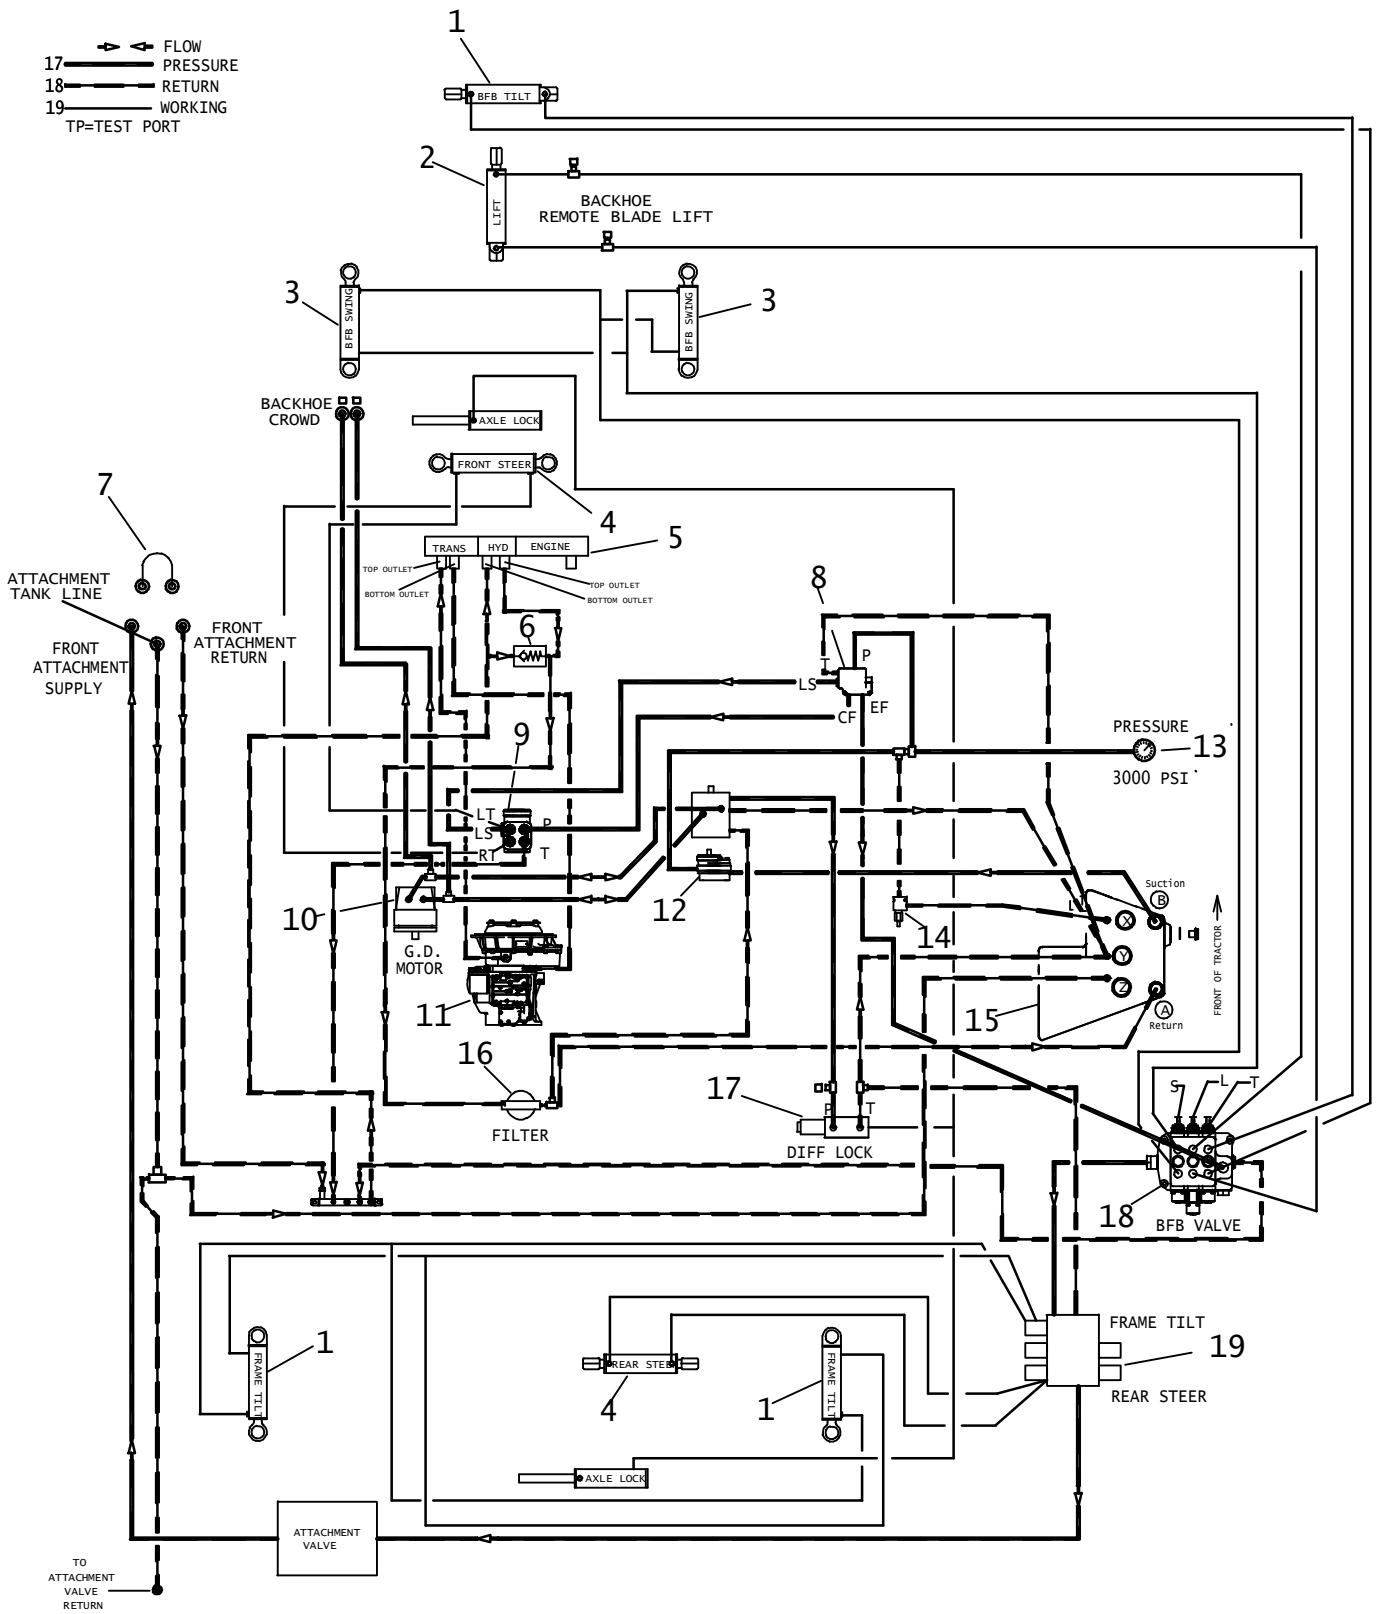 1
FLOW
17 PRESSURE
18 RETURN
19 WORKING
TP=TEST PORT
BFB TILT
2
LIFT
BACKHOE
REMOTE BLADE LIFT
3
BFB SWING
BFB SWING
3
BACKHOE
CROWD
AXLE LOCK
FRONT STEER
4
7
5
TRANS HYD ENGINE
TOP OUTLET
BOTTOM OUTLET
TOP OUTLET
BOTTOM OUTLET
ATTACHMENT
TANK LINE
8
6
FRONT
ATTACHMENT
RETURN
FRONT
ATTACHMENT
SUPPLY
T
P
LS
EF
CF
9
PRESSURE
13
3000 PSI
LT
LS
P
RT
T
10
G.D.
MOTOR
12
14
Suction
B
X
Y
Z
A
Return
FRONT OF TRACTOR
11
15
16
FILTER
17
P
T
DIFF LOCK
S
L
T
18
BFB VALVE
FRAME TILT
1
REAR STEER
4
FRAME TILT
1
FRAME TILT
19
REAR STEER
AXLE LOCK
ATTACHMENT
VALVE
TO
ATTACHMENT
VALVE
RETURN